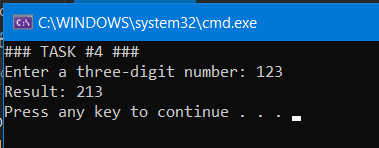 C:\WINDOWS\system32\cmd.exe
### TASK #4 ###
Enter a three-digit number: 123
Result: 213
Press any key to continue . . .